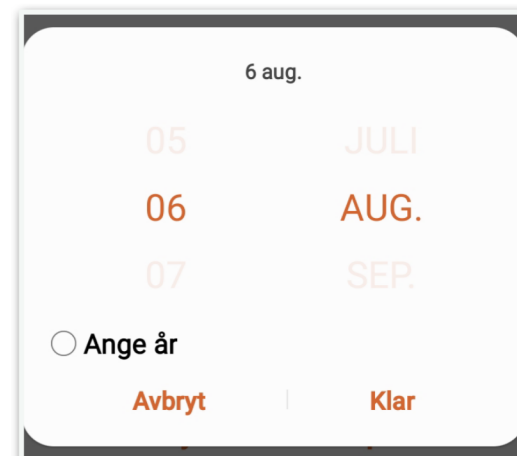 6 aug.
05 JULI
06 AUG.
07 SEP.
Ange år
Avbryt Klar